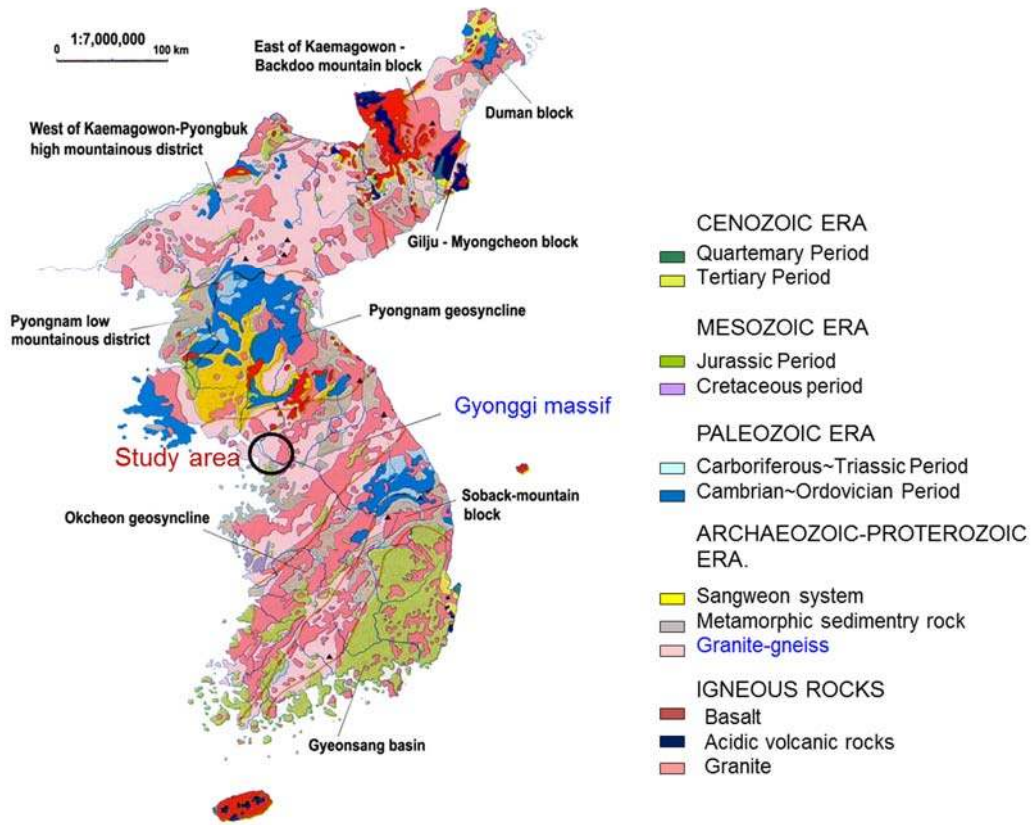 1:7,000,000
0 100 km
East of Kaemagowon -
Backdoo mountain block
Duman block
West of Kaemagowon-Pyongbuk
high mountainous district
Gilju - Myongcheon block
Pyongnam low
mountainous district
Pyongnam geosyncline
Gyonggi massif
Study area
Soback-mountain
block
Okcheon geosyncline
Gyeonsang basin
CENOZOIC ERA
Quartemary Period
Tertiary Period
MESOZOIC ERA
Jurassic Period
Cretaceous period
PALEOZOIC ERA
Carboriferous~Triassic Period
Cambrian~Ordovician Period
ARCHAEOZOIC-PROTEROZOIC
ERA.
Sangweon system
Metamorphic sedimentry rock
Granite-gneiss
IGNEOUS ROCKS
Basalt
Acidic volcanic rocks
Granite